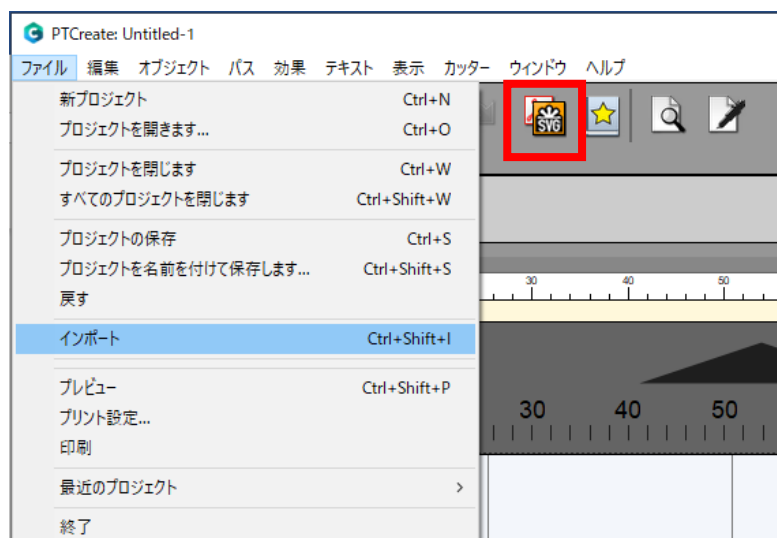 PTCreate: Untitled-1
ファイル 編集 オブジェクト パス 効果 テキスト 表示 カッター ウィンドウ ヘルプ
新プロジェクト Ctrl+N
プロジェクトを開きます... Ctrl+O
プロジェクトを閉じます Ctrl+W
すべてのプロジェクトを閉じます Ctrl+Shift+W
プロジェクトの保存 Ctrl+S
プロジェクトを名前を付けて保存します... Ctrl+Shift+S
戻す
インポート Ctrl+Shift+I
プレビュー Ctrl+Shift+P
プリント設定...
印刷
最近のプロジェクト
終了
SVG
30 40 50
30 40 50